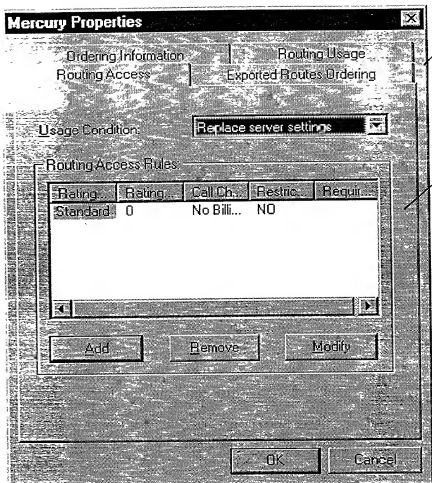 Mercury Properties
Ordering Information Routing Usage
Routing Access Exported Routes Ordering
Usage Condition: Replace server settings
Routing Access Rules
Rating... Rating... Call Ch... Restric... Requir...
Standard 0 No Billi... NO
Add Remove Modify
OK Cancel